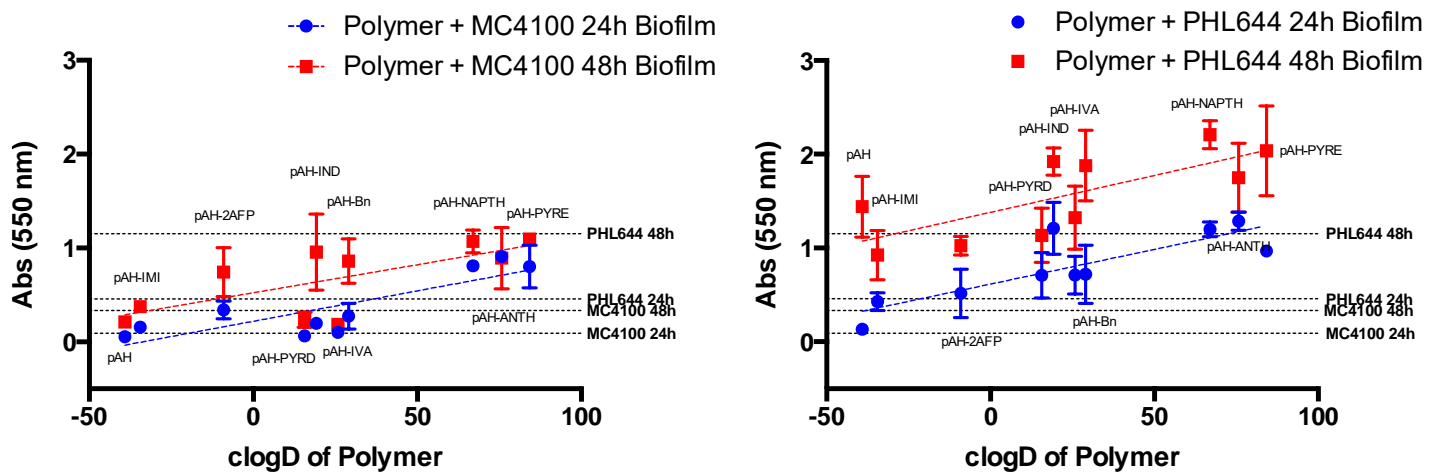 Polymer + MC4100 24h Biofilm
Polymer + MC4100 48h Biofilm
3
2
1
0
Abs (550 nm)
pAH-IND
pAH-2AFP
pAH-Bn
pAH-NAPTH
pAH-PYRE
pAH-IMI
pAH-ANTH
pAH
pAH-PYRD
pAH-IVA
PHL644 48h
PHL644 24h
MC4100 48h
MC4100 24h
-50
0
50
100
clogD of Polymer
Polymer + PHL644 24h Biofilm
Polymer + PHL644 48h Biofilm
3
2
1
0
Abs (550 nm)
pAH-IVA
pAH-NAPTH
pAH-IND
pAH
pAH-PYRE
pAH-PYRD
pAH-IMI
pAH-ANTH
pAH-Bn
pAH-2AFP
PHL644 48h
PHL644 24h
MC4100 48h
MC4100 24h
-50
0
50
100
clogD of Polymer